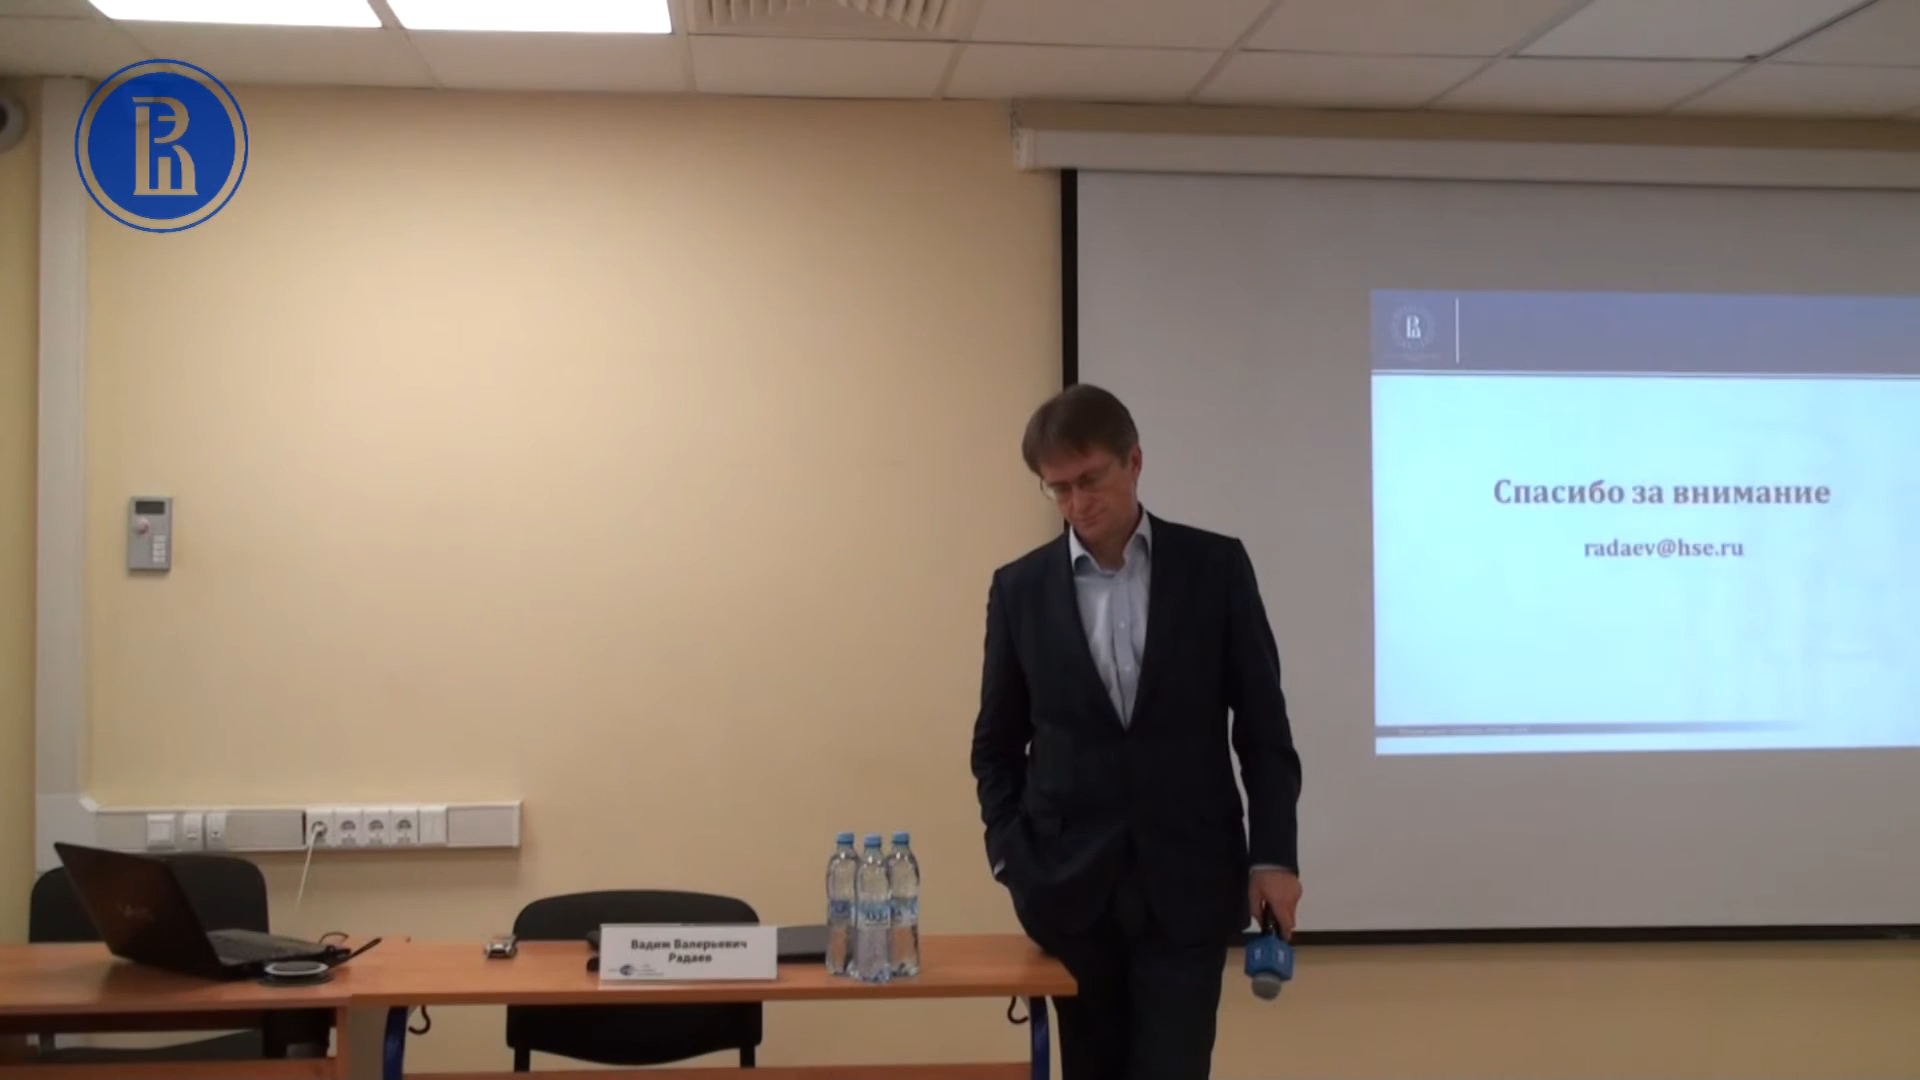 Спасибо за внимание
radaev@hse.ru
Вадим Валерьевич
Радаев